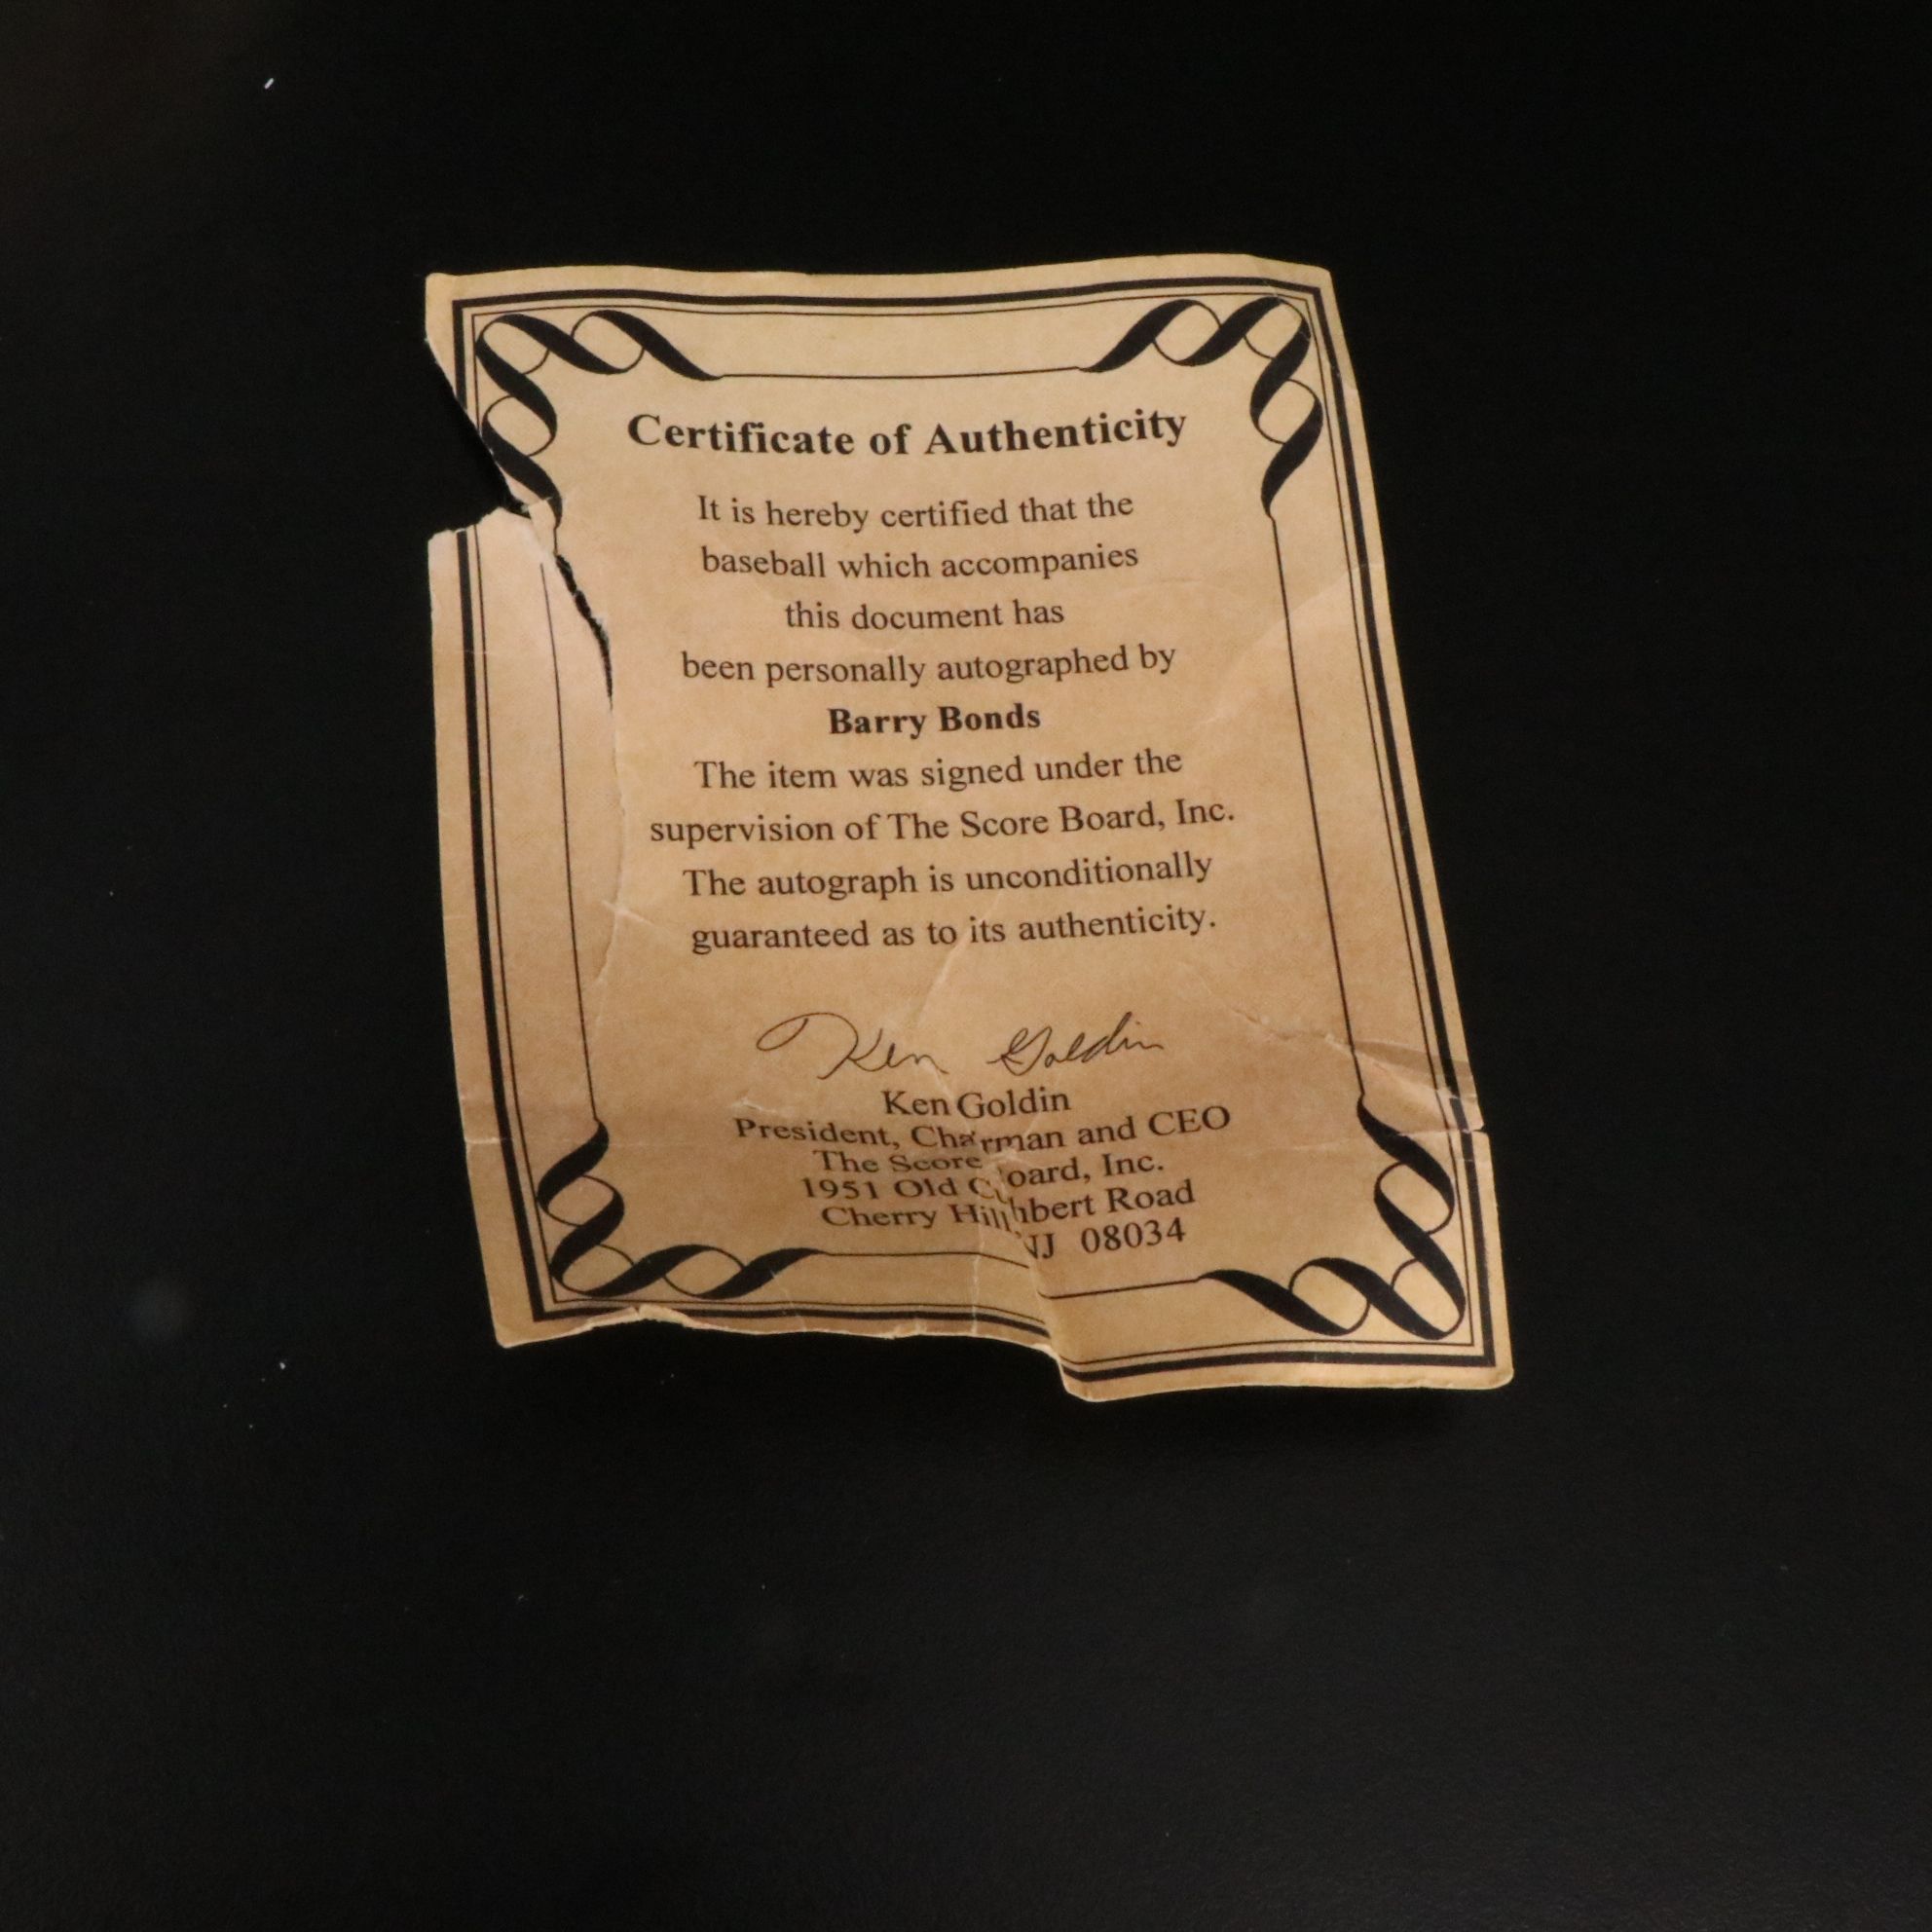 Certificate of Authenticity
It is hereby certified that the
baseball which accompanies
this document has
been personally autographed by
Barry Bonds
The item was signed under the
supervision of The Score Board, Inc.
The autograph is unconditionally
guaranteed as to its authenticity.
Ken Goldin
Ken Goldin
President, Chairman and CEO
The Score Board, Inc.
1951 Old Cuthbert Road
Cherry Hill NJ 08034